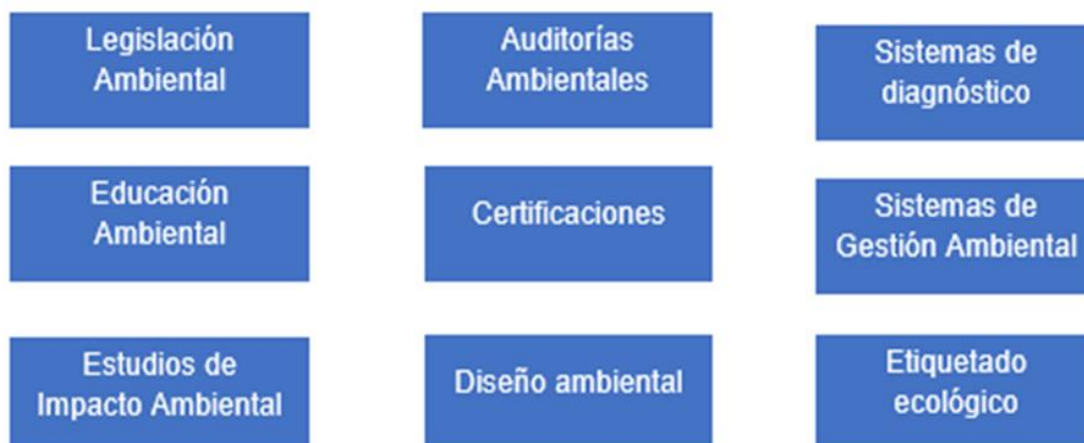 Legislación
Ambiental
Auditorías
Ambientales
Sistemas de
diagnóstico
Educación
Ambiental
Certificaciones
Sistemas de
Gestión Ambiental
Estudios de
Impacto Ambiental
Diseño ambiental
Etiquetado
ecológico